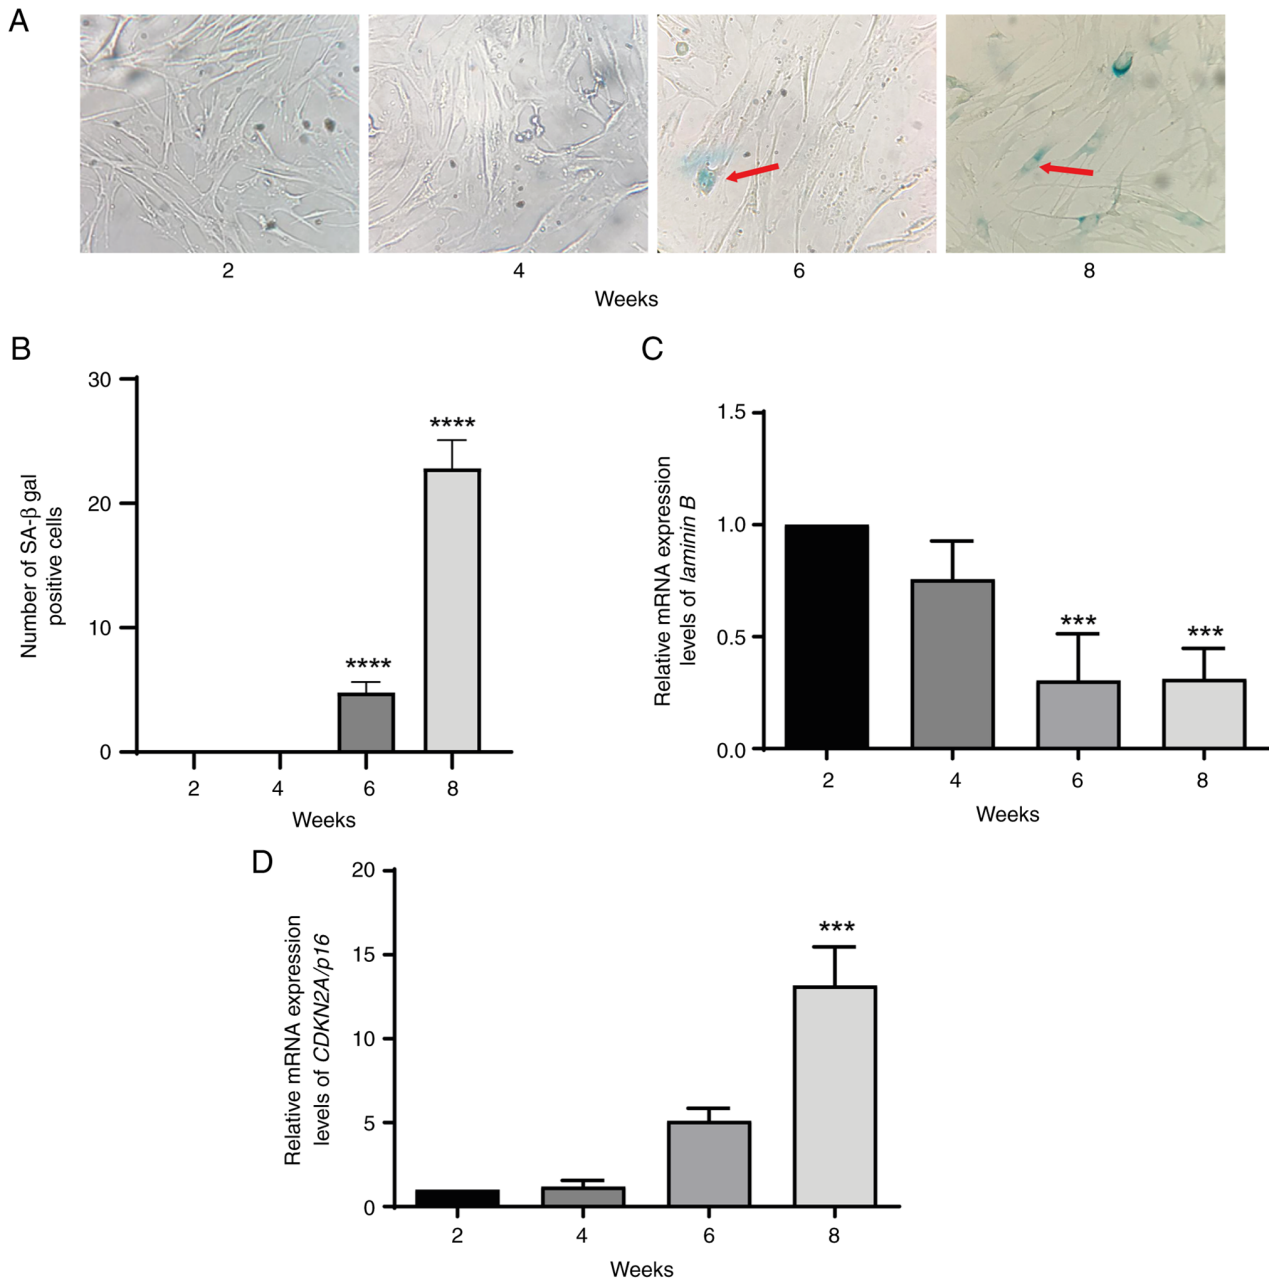 A
2 4 6 8
Weeks
B
30
20
10
0
Number of SA-β gal
positive cells
****
****
2 4 6 8
Weeks
C
1.5
1.0
0.5
0.0
Relative mRNA expression
levels of laminin B
***
***
2 4 6 8
Weeks
D
20
15
10
5
0
Relative mRNA expression
levels of CDKN2A/p16
***
2 4 6 8
Weeks